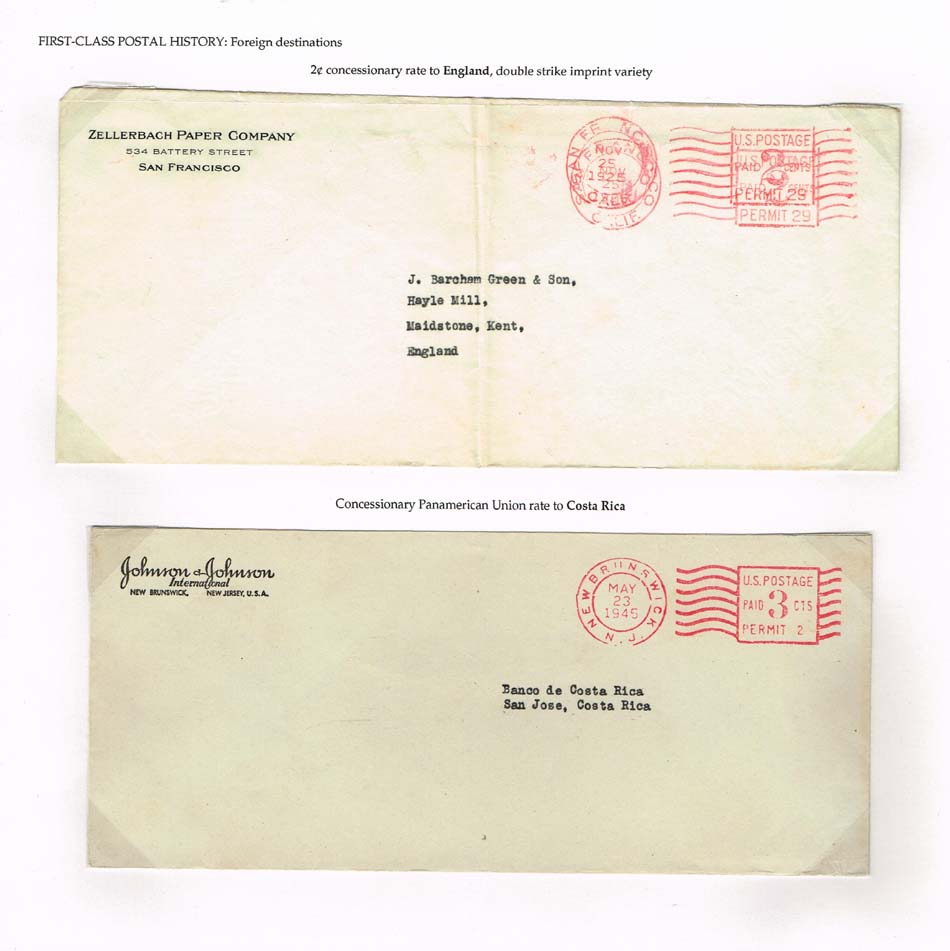 FIRST-CLASS POSTAL HISTORY: Foreign destinations
2¢ concessionary rate to England, double strike imprint variety
ZELLERBACH PAPER COMPANY
534 BATTERY STREET
SAN FRANCISCO
NOV
25
CALIF.
U.S. POSTAGE
PAID 2 CENTS
PERMIT 29
PERMIT 29
J. Barcham Green & Son,
Hayle Mill,
Maidstone, Kent,
England
Concessionary Panamerican Union rate to Costa Rica
Johnson & Johnson
International
NEW BRUNSWICK, NEW JERSEY, U.S.A.
NEW BRUNSWICK, N.J.
MAY
23
1945
U.S. POSTAGE
PAID 3 CTS
PERMIT 2
Banco de Costa Rica
San Jose, Costa Rica